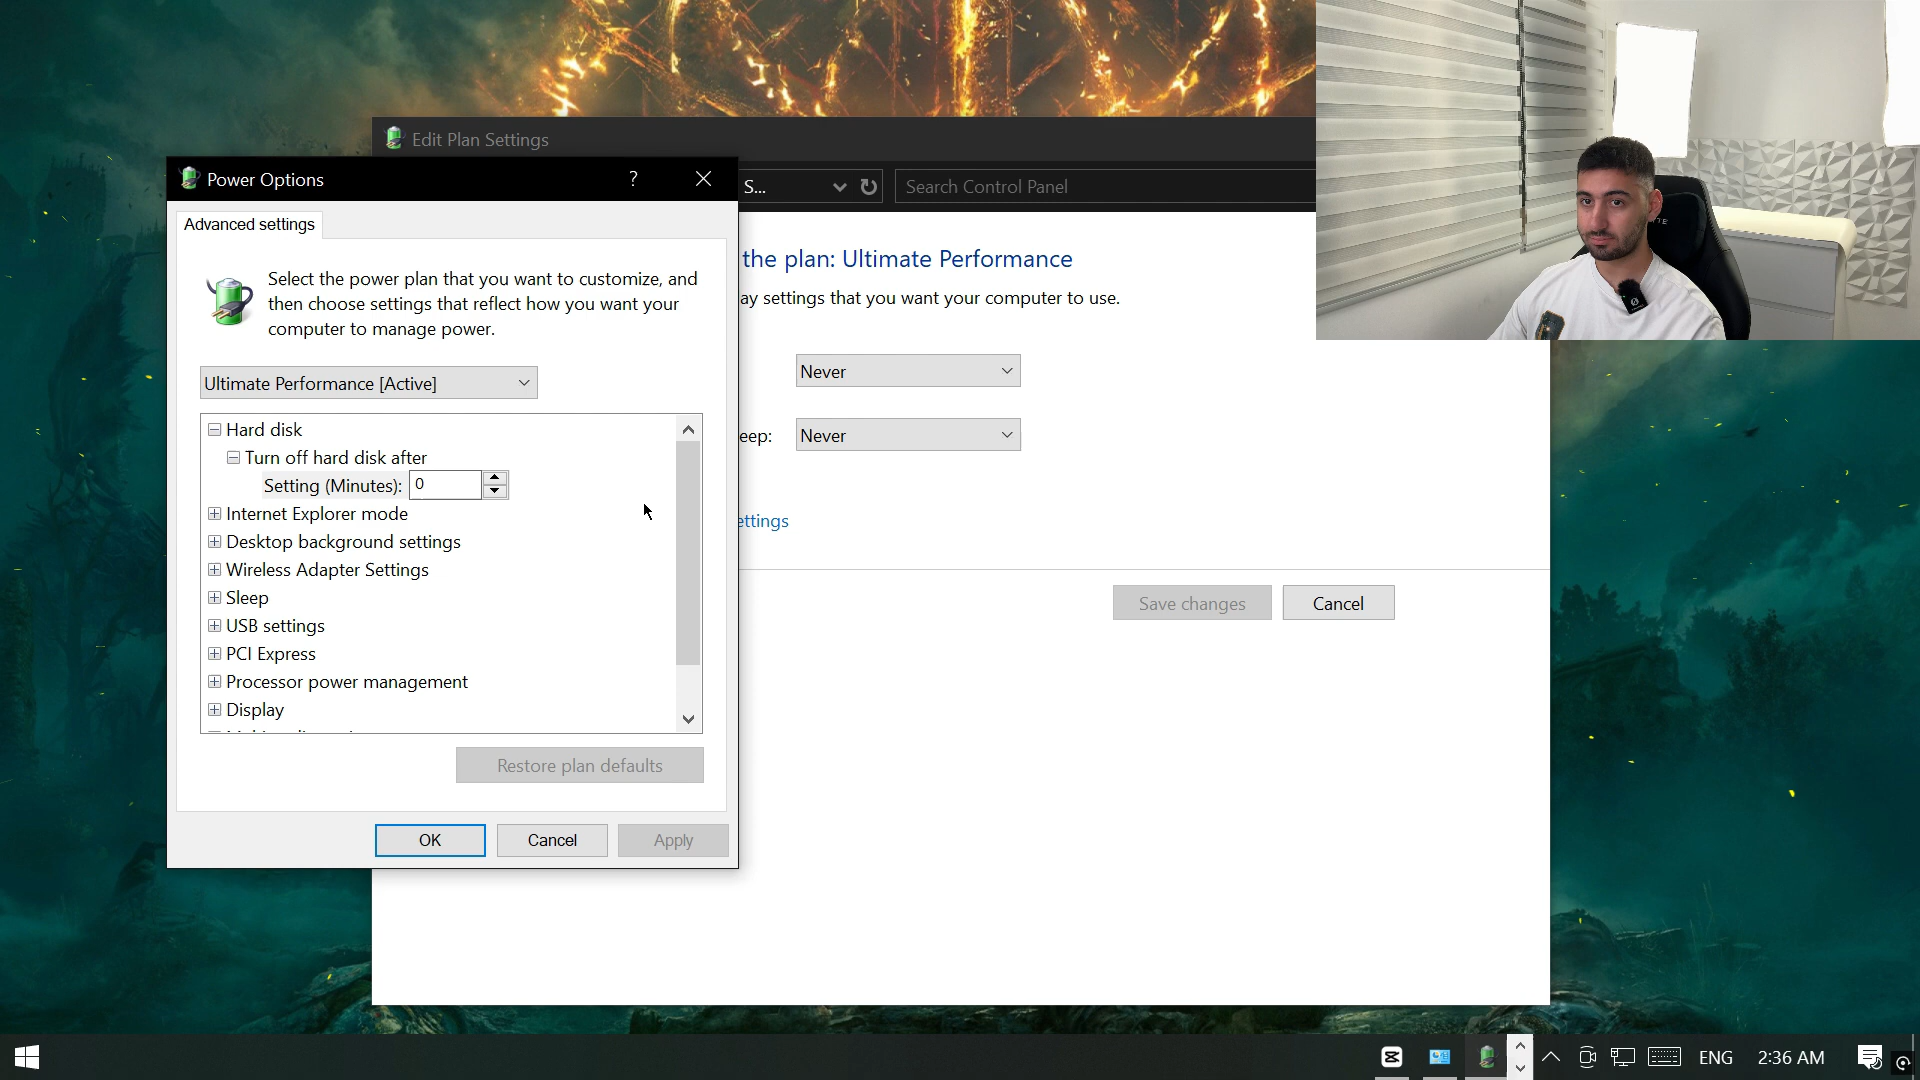 Edit Plan Settings
Power Options
?
S...
Search Control Panel
Advanced settings
the plan: Ultimate Performance
Select the power plan that you want to customize, and
then choose settings that reflect how you want your
computer to manage power.
ay settings that you want your computer to use.
Never
Ultimate Performance [Active]
eep:
Never
Hard disk
Turn off hard disk after
Setting (Minutes):
0
ettings
Internet Explorer mode
Desktop background settings
Wireless Adapter Settings
Sleep
USB settings
PCI Express
Processor power management
Display
Save changes
Cancel
Restore plan defaults
OK
Cancel
Apply
ENG
2:36 AM